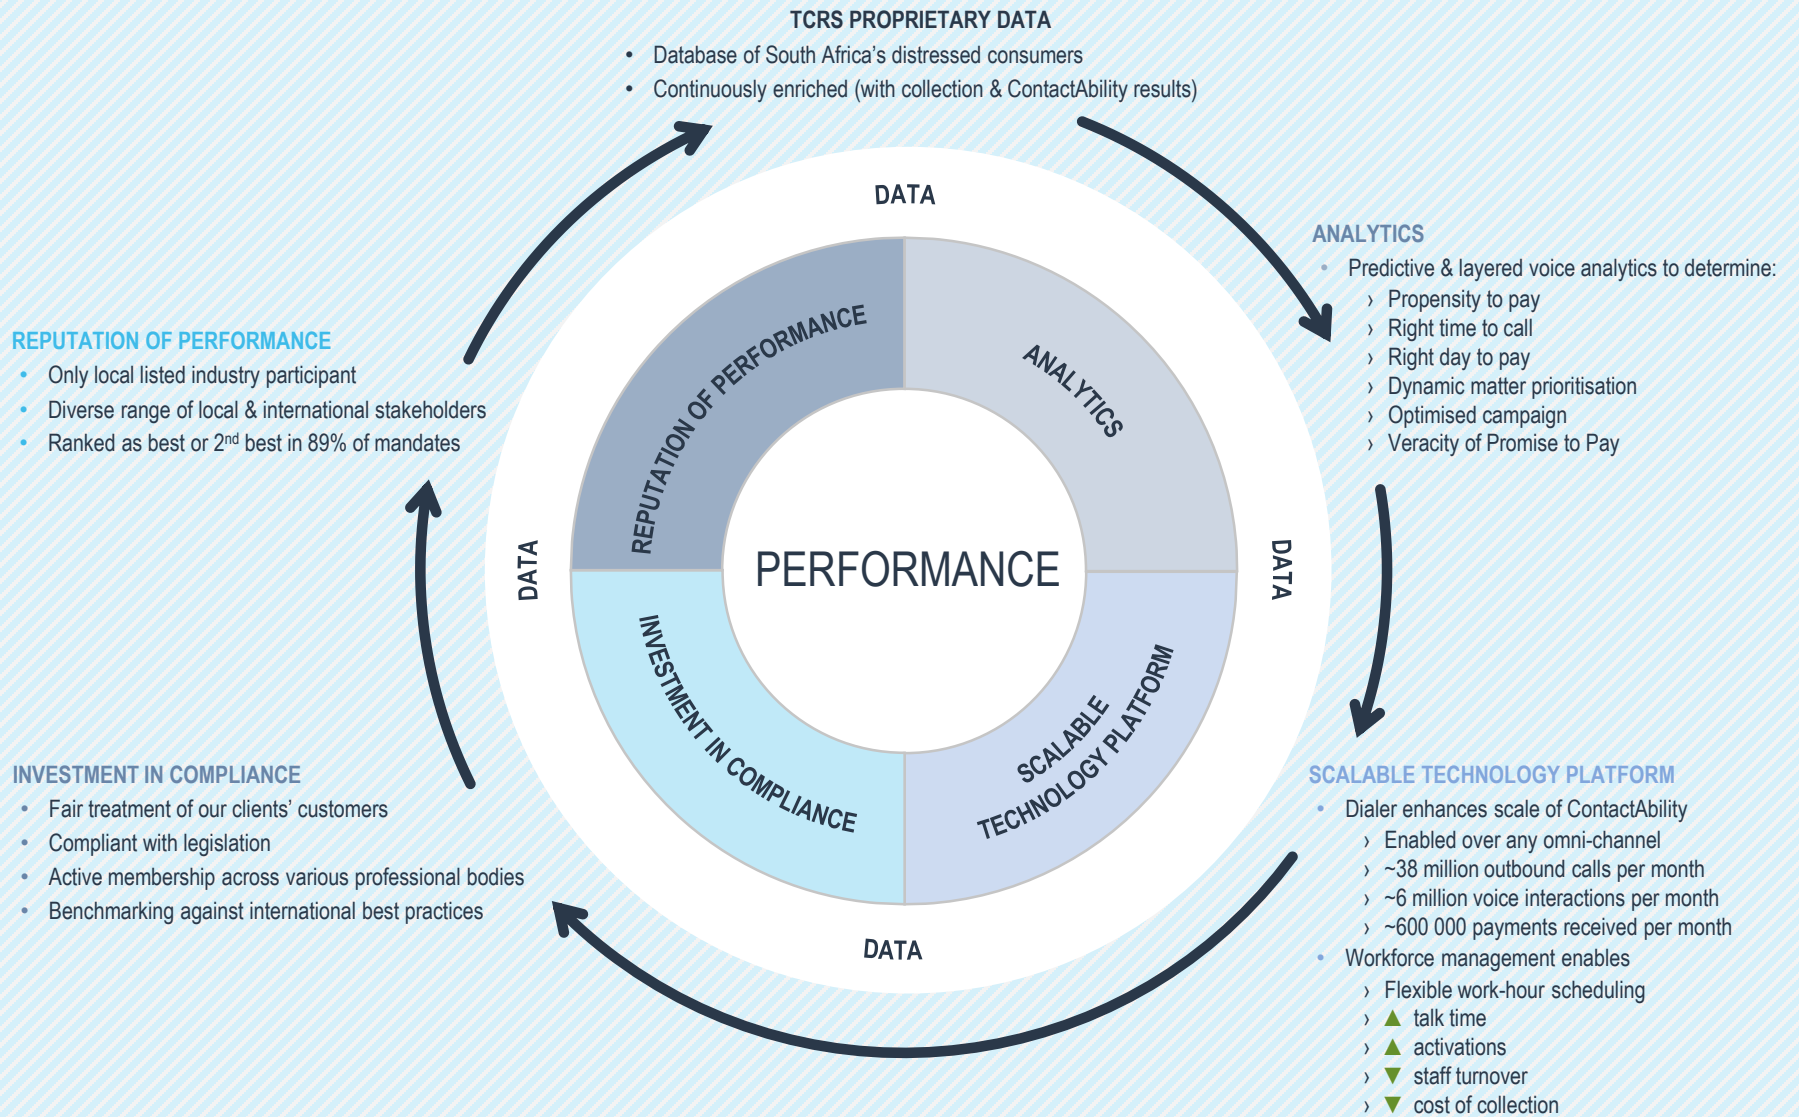 TCRS PROPRIETARY DATA
• Database of South Africa's distressed consumers
• Continuously enriched (with collection & ContactAbility results)
DATA
ANALYTICS
• Predictive & layered voice analytics to determine:
› Propensity to pay
› Right time to call
› Right day to pay
› Dynamic matter prioritisation
› Optimised campaign
› Veracity of Promise to Pay
REPUTATION OF PERFORMANCE
• Only local listed industry participant
• Diverse range of local & international stakeholders
• Ranked as best or 2nd best in 89% of mandates
REPUTATION OF PERFORMANCE
ANALYTICS
DATA
PERFORMANCE
DATA
INVESTMENT IN COMPLIANCE
SCALABLE
TECHNOLOGY PLATFORM
DATA
INVESTMENT IN COMPLIANCE
• Fair treatment of our clients' customers
• Compliant with legislation
• Active membership across various professional bodies
• Benchmarking against international best practices
SCALABLE TECHNOLOGY PLATFORM
• Dialer enhances scale of ContactAbility
› Enabled over any omni-channel
› ~38 million outbound calls per month
› ~6 million voice interactions per month
› ~600 000 payments received per month
• Workforce management enables
› Flexible work-hour scheduling
› ▲ talk time
› ▲ activations
› ▼ staff turnover
› ▼ cost of collection